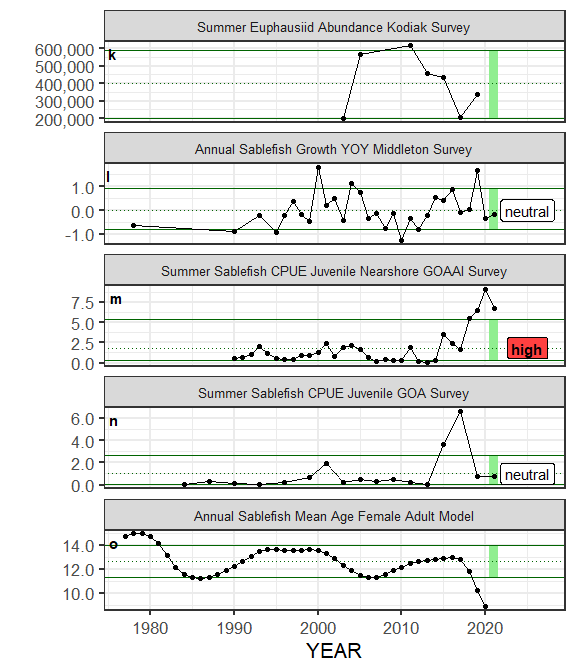 Summer Euphausiid Abundance Kodiak Survey
k
600,000
500,000
400,000
300,000
200,000
Annual Sablefish Growth YOY Middleton Survey
l
1.0
0.0
-1.0
neutral
Summer Sablefish CPUE Juvenile Nearshore GOAAI Survey
m
7.5
5.0
2.5
0.0
high
Summer Sablefish CPUE Juvenile GOA Survey
n
6.0
4.0
2.0
0.0
neutral
Annual Sablefish Mean Age Female Adult Model
o
14.0
12.0
10.0
1980 1990 2000 2010 2020
YEAR